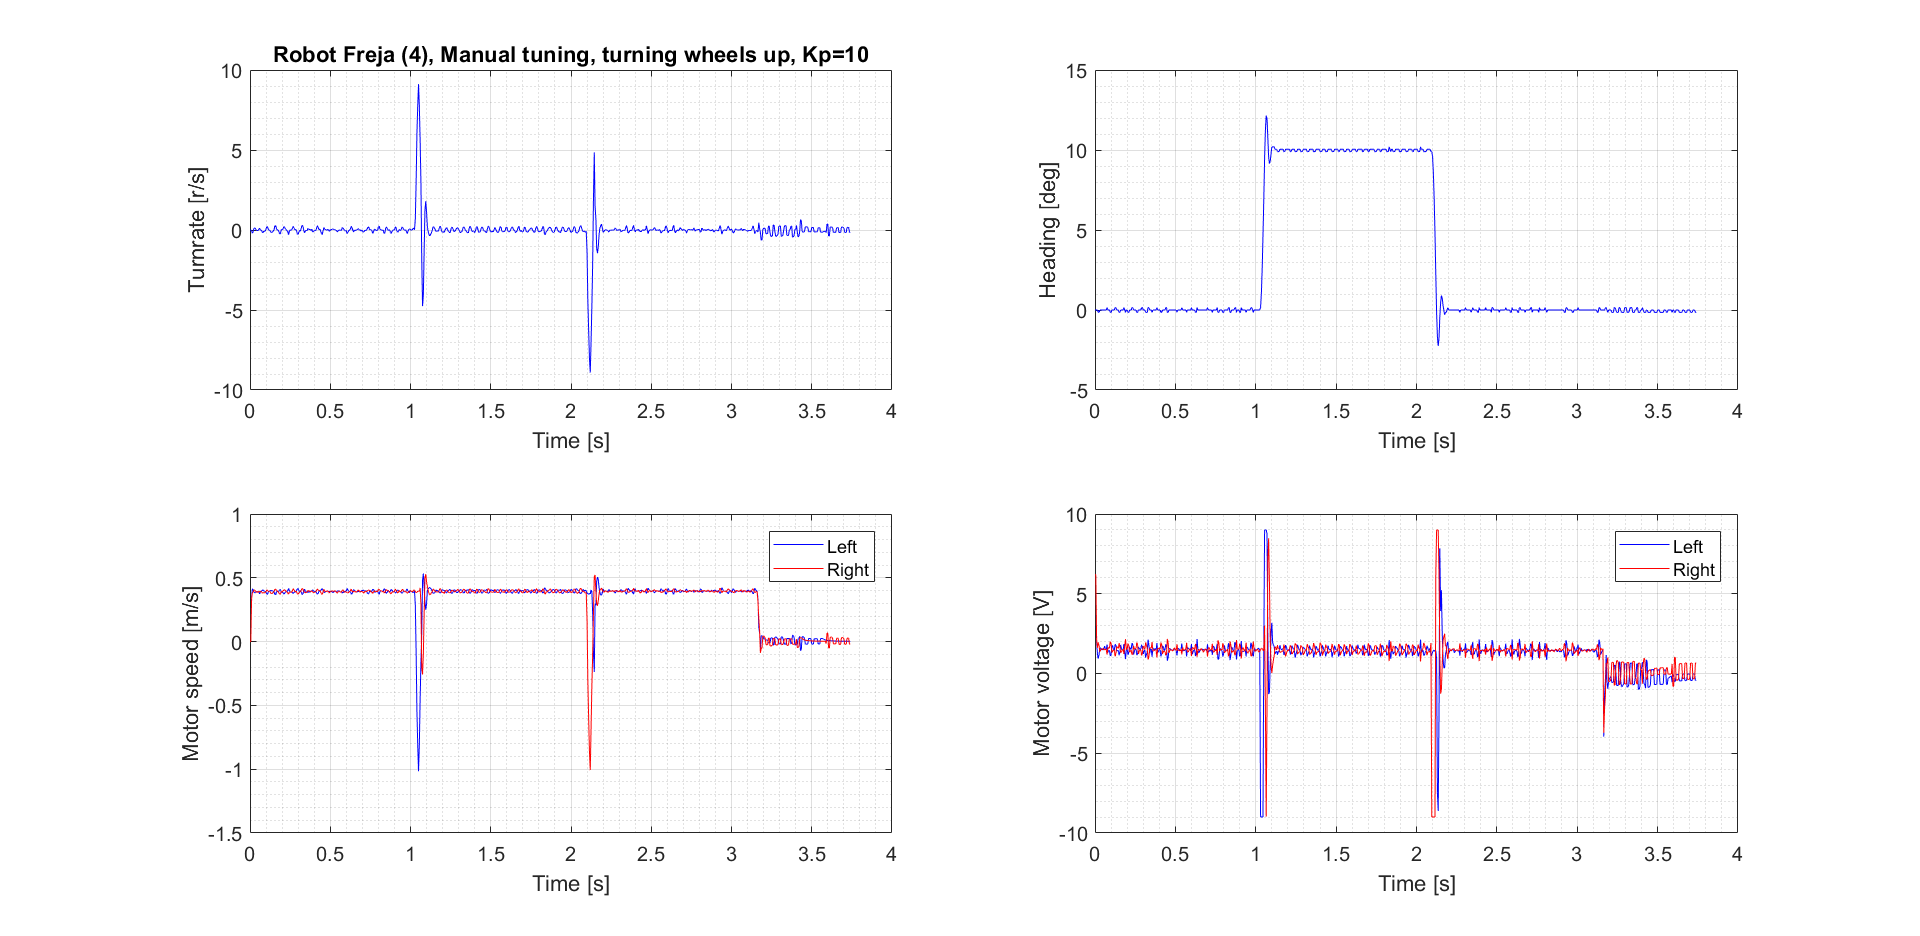 Robot Freja (4), Manual tuning, turning wheels up, Kp=10
10
5
0
-5
-10
Turnrate [r/s]
0 0.5 1 1.5 2 2.5 3 3.5 4
Time [s]
15
10
5
0
-5
Heading [deg]
0 0.5 1 1.5 2 2.5 3 3.5 4
Time [s]
1
0.5
0
-0.5
-1
-1.5
Motor speed [m/s]
Left
Right
0 0.5 1 1.5 2 2.5 3 3.5 4
Time [s]
10
5
0
-5
-10
Motor voltage [V]
Left
Right
0 0.5 1 1.5 2 2.5 3 3.5 4
Time [s]